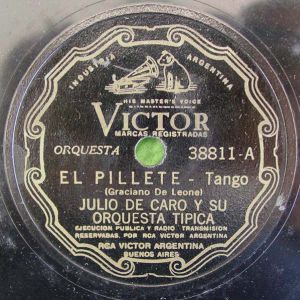 INDUSTRIA ARGENTINA
HIS MASTER'S VOICE
VICTOR
MARCAS REGISTRADAS
ORQUESTA 38811-A
EL PILLETE - Tango
(Graciano De Leone)
JULIO DE CARO Y SU
ORQUESTA TIPICA
EJECUCION PUBLICA Y RADIO TRANSMISION
RESERVADAS. POR RCA VICTOR ARGENTINA
RCA VICTOR ARGENTINA
BUENOS AIRES